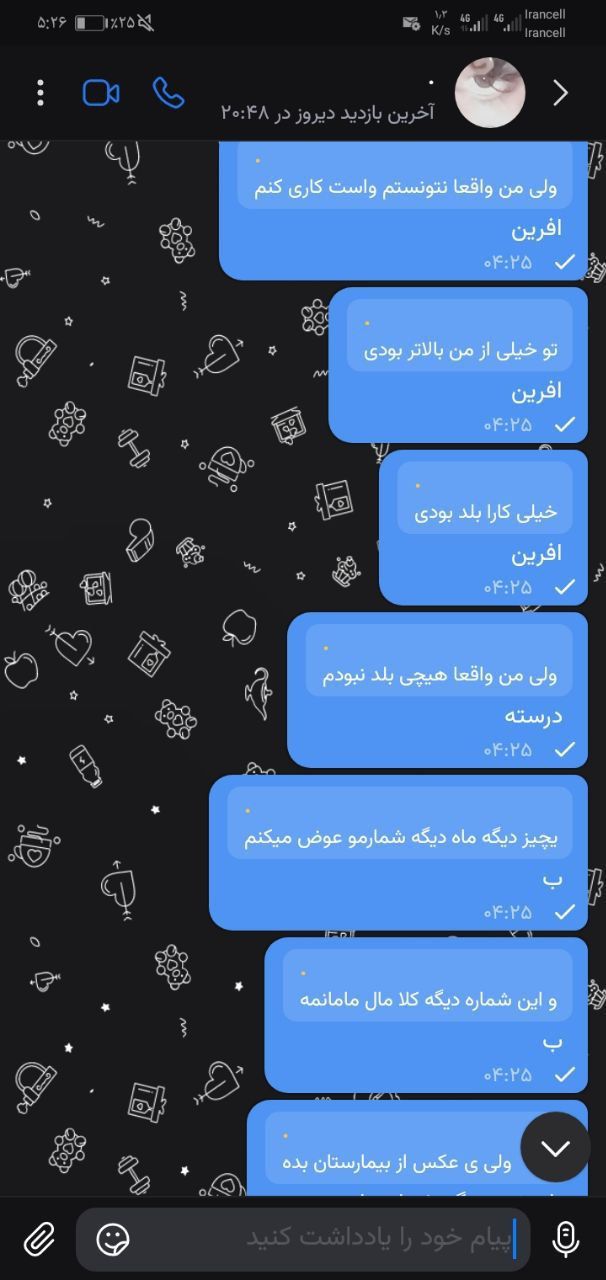 ۵:۲۶
٪۲۵
۱٫۲
K/s
4G
4G
Irancell
Irancell
.
آخرین بازدید دیروز در ۲۰:۴۸
ولی من واقعا نتونستم واست کاری کنم
افرین
۰۴:۲۵
تو خیلی از من بالاتر بودی
افرین
۰۴:۲۵
خیلی کارا بلد بودی
افرین
۰۴:۲۵
ولی من واقعا هیچی بلد نبودم
درسته
۰۴:۲۵
یچیز دیگه ماه دیگه شمارمو عوض میکنم
ب
۰۴:۲۵
و این شماره دیگه کلا مال مامانمه
ب
۰۴:۲۵
ولی ی عکس از بیمارستان بده
پیام خود را یادداشت کنید